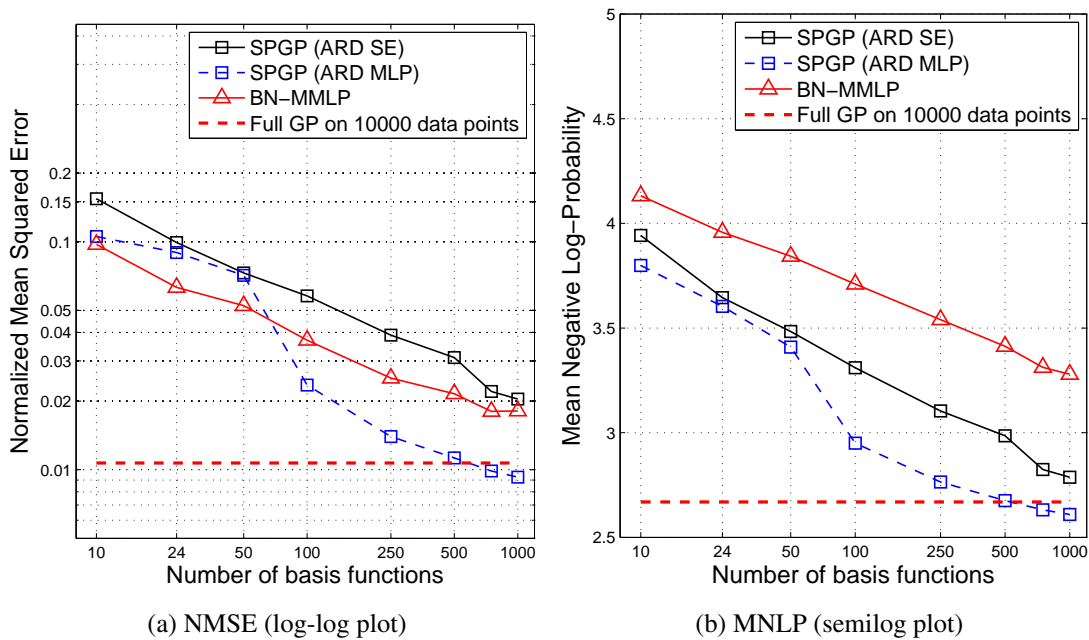 SPGP (ARD SE)
SPGP (ARD MLP)
BN−MMLP
Full GP on 10000 data points
Normalized Mean Squared Error
0.2
0.15
0.1
0.05
0.04
0.03
0.02
0.01
10 24 50 100 250 500 1000
Number of basis functions
(a) NMSE (log-log plot)
SPGP (ARD SE)
SPGP (ARD MLP)
BN−MMLP
Full GP on 10000 data points
Mean Negative Log−Probability
5
4.5
4
3.5
3
2.5
10 24 50 100 250 500 1000
Number of basis functions
(b) MNLP (semilog plot)